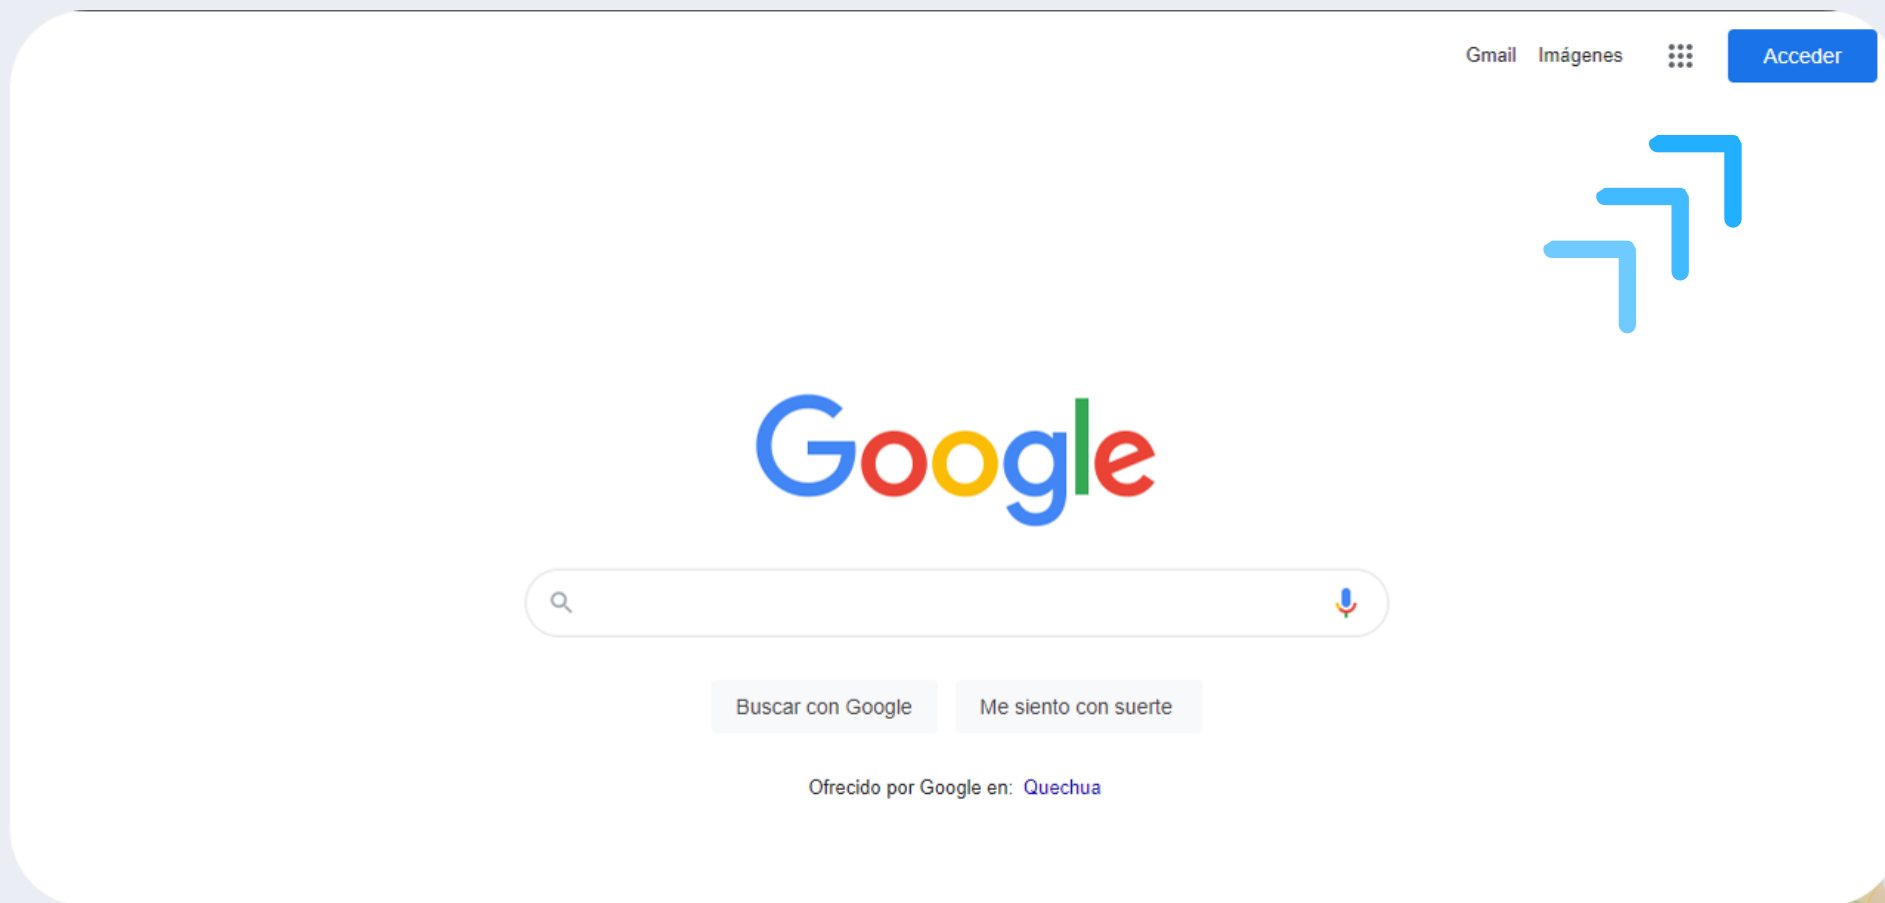 Gmail Imágenes Acceder
Google
Buscar con Google Me siento con suerte
Ofrecido por Google en: Quechua